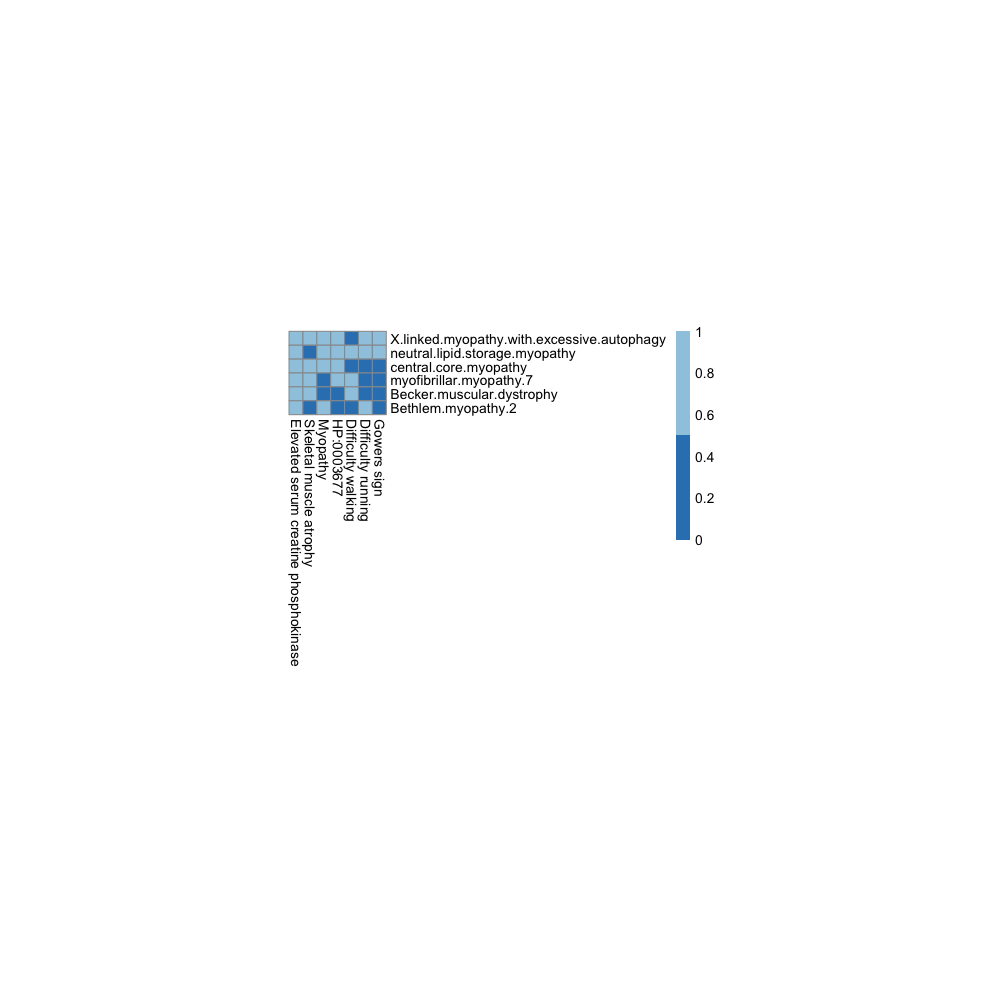 X.linked.myopathy.with.excessive.autophagy
neutral.lipid.storage.myopathy
central.core.myopathy
myofibrillar.myopathy.7
Becker.muscular.dystrophy
Bethlem.myopathy.2
Elevated serum creatine phosphokinase
Skeletal muscle atrophy
Myopathy
HP:0003677
Difficulty walking
Difficulty running
Gowers sign
1
0.8
0.6
0.4
0.2
0